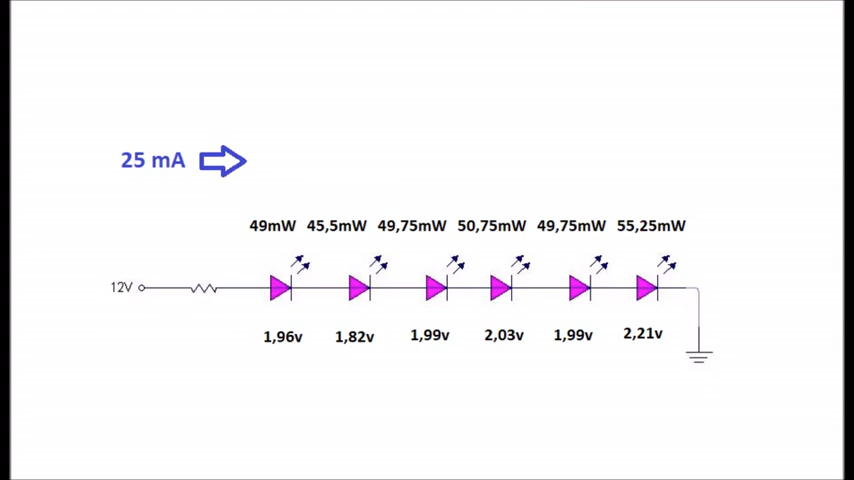 25 mA
49mW 45,5mW 49,75mW 50,75mW 49,75mW 55,25mW
12V
1,96v 1,82v 1,99v 2,03v 1,99v 2,21v